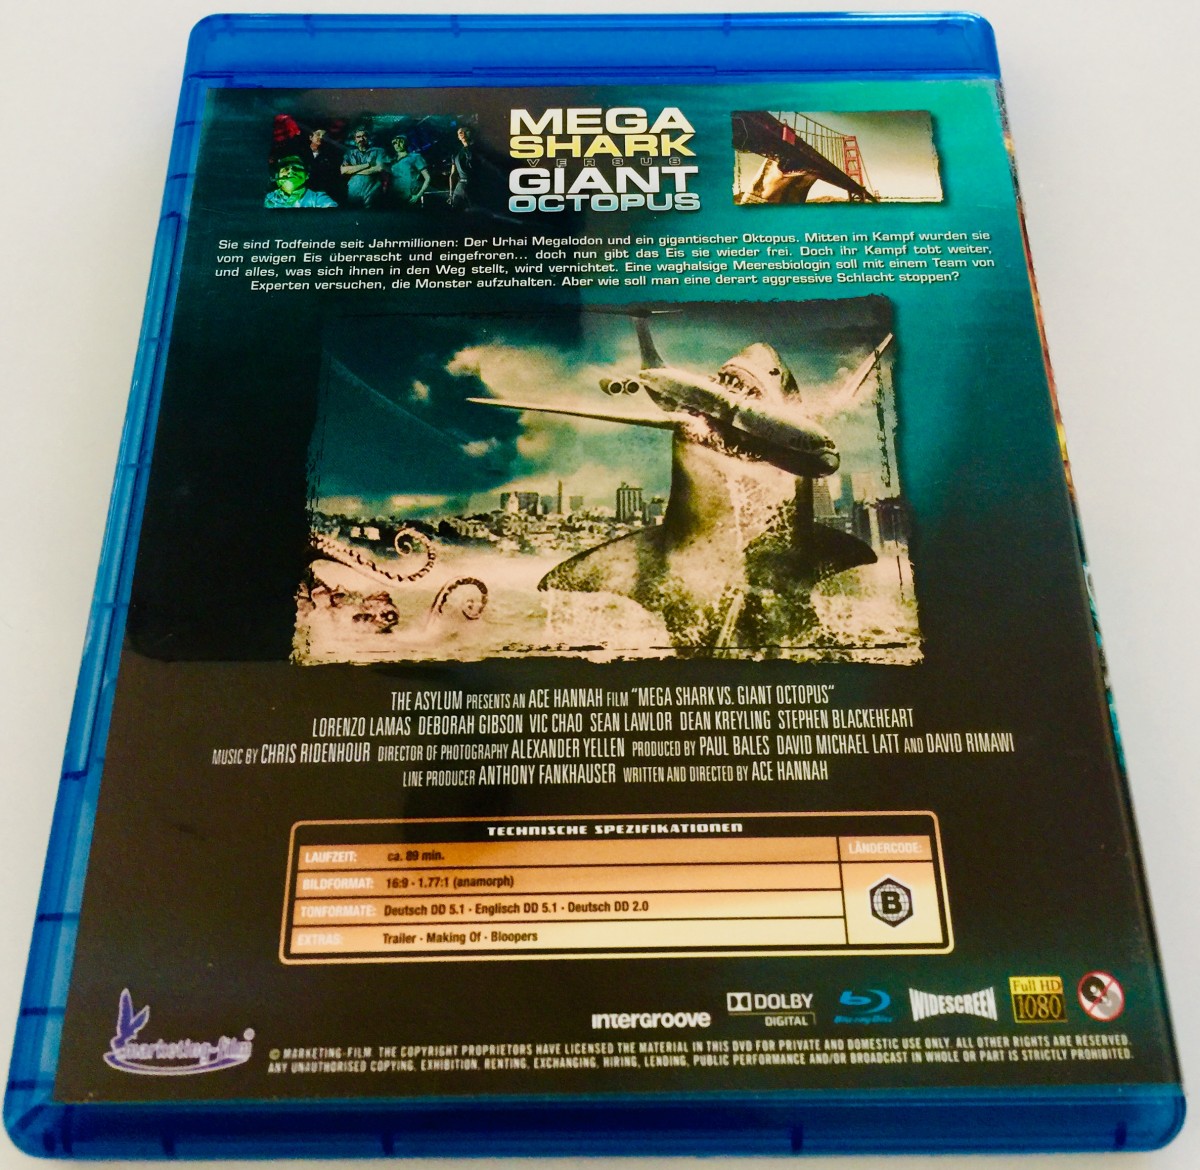 MEGA
SHARK
VERSUS
GIANT
OCTOPUS
Sie sind Todfeinde seit Jahrmillionen: Der Urhai Megalodon und ein gigantischer Oktopus. Mitten im Kampf wurden sie
vom ewigen Eis überrascht und eingefroren... doch nun gibt das Eis sie wieder frei. Doch ihr Kampf tobt weiter,
und alles, was sich ihnen in den Weg stellt, wird vernichtet. Eine waghalsige Meeresbiologin soll mit einem Team von
Experten versuchen, die Monster aufzuhalten. Aber wie soll man eine derart aggressive Schlacht stoppen?
THE ASYLUM PRESENTS AN ACE HANNAH FILM "MEGA SHARK VS. GIANT OCTOPUS"
LORENZO LAMAS DEBORAH GIBSON VIC CHAO SEAN LAWLOR DEAN KREYLING STEPHEN BLACKEHEART
MUSIC BY CHRIS RIDENHOUR DIRECTOR OF PHOTOGRAPHY ALEXANDER YELLEN PRODUCED BY PAUL BALES DAVID MICHAEL LATT AND DAVID RIMAWI
LINE PRODUCER ANTHONY FANKHAUSER WRITTEN AND DIRECTED BY ACE HANNAH
TECHNISCHE SPEZIFIKATIONEN
LAUFZEIT: ca. 89 min.
LÄNDERCODE:
BILDFORMAT: 16:9 - 1.77:1 (anamorph)
B
TONFORMATE: Deutsch DD 5.1 · Englisch DD 5.1 · Deutsch DD 2.0
EXTRAS: Trailer · Making Of · Bloopers
marketing-film
intergroove
DOLBY
DIGITAL
Blu-ray Disc
WIDESCREEN
Full HD
1080
© MARKETING-FILM. THE COPYRIGHT PROPRIETORS HAVE LICENSED THE MATERIAL IN THIS DVD FOR PRIVATE AND DOMESTIC USE ONLY. ALL OTHER RIGHTS ARE RESERVED.
ANY UNAUTHORISED COPYING, EXHIBITION, RENTING, EXCHANGING, HIRING, LENDING, PUBLIC PERFORMANCE AND/OR BROADCAST IN WHOLE OR PART IS STRICTLY PROHIBITED.